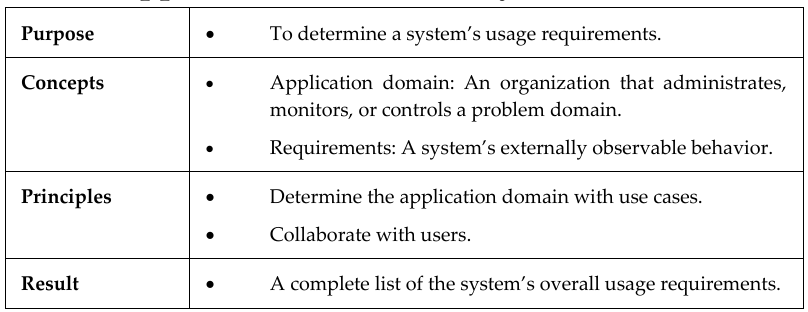 Purpose
• To determine a system's usage requirements.
Concepts
• Application domain: An organization that administrates,
monitors, or controls a problem domain.
• Requirements: A system's externally observable behavior.
Principles
• Determine the application domain with use cases.
• Collaborate with users.
Result
• A complete list of the system's overall usage requirements.